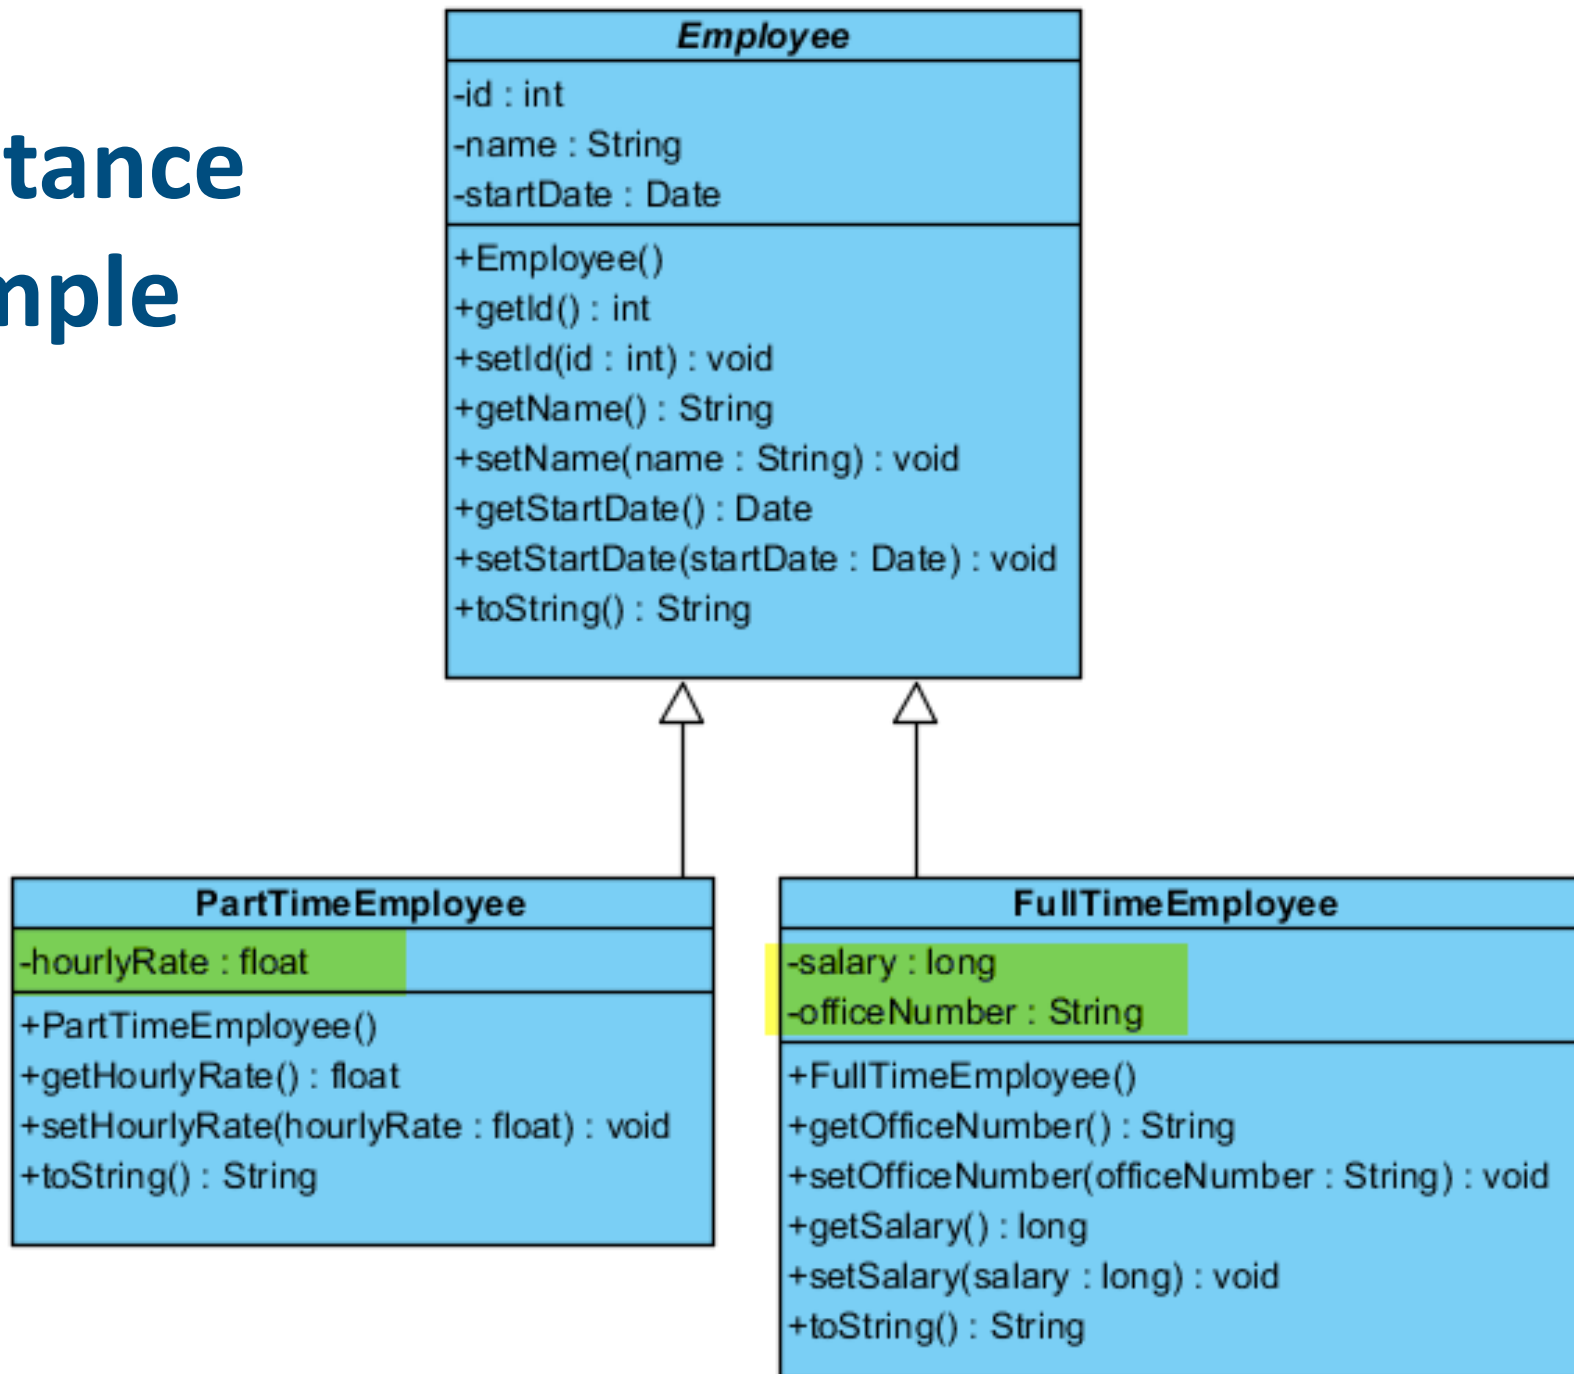 tance
mple
Employee
-id : int
-name : String
-startDate : Date
+Employee()
+getId() : int
+setId(id : int) : void
+getName() : String
+setName(name : String) : void
+getStartDate() : Date
+setStartDate(startDate : Date) : void
+toString() : String
PartTimeEmployee
-hourlyRate : float
+PartTimeEmployee()
+getHourlyRate() : float
+setHourlyRate(hourlyRate : float) : void
+toString() : String
FullTimeEmployee
-salary : long
-officeNumber : String
+FullTimeEmployee()
+getOfficeNumber() : String
+setOfficeNumber(officeNumber : String) : void
+getSalary() : long
+setSalary(salary : long) : void
+toString() : String